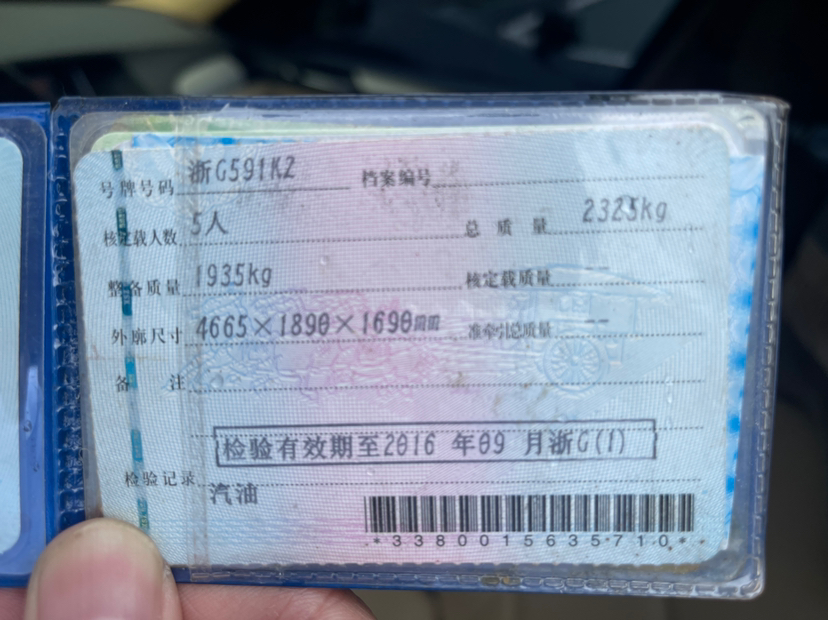 号牌号码 浙G591K2 档案编号
核定载人数 5人 总质量 2325kg
整备质量 1935kg 核定载质量 --
外廓尺寸 4665×1890×1690mm 准牵引总质量 --
备注
检验有效期至2016 年09 月浙G(1)
检验记录
汽油
*3380015635710*